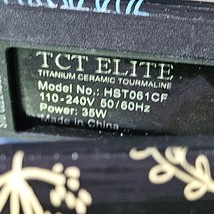 TCT ELITE
TITANIUM CERAMIC TOURMALINE
Model No.: HST061CF
110-240V 50/60Hz
Power: 35W
Made in China